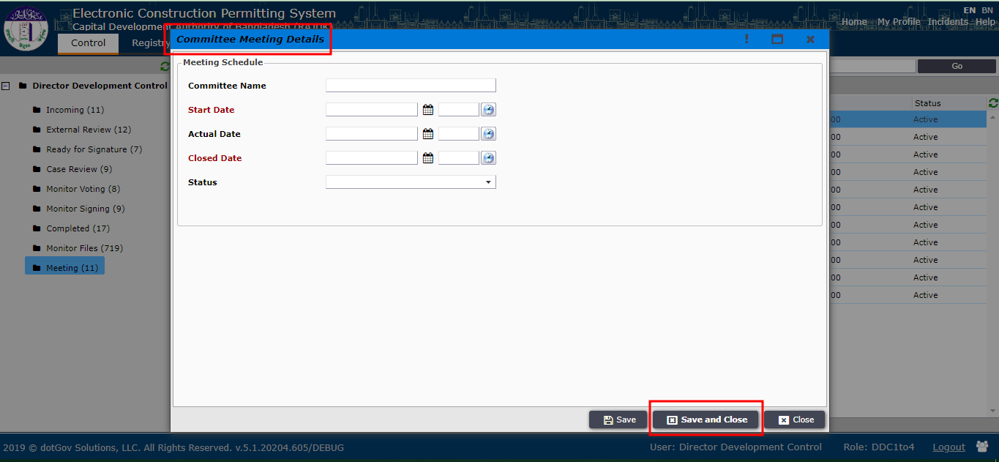 Electronic Construction Permitting System
EN BN
Capital Development Authority of Bangladesh (RAJUK)
Home My Profile Incidents Help
Control Registry
Committee Meeting Details
Go
Meeting Schedule
Director Development Control
Committee Name
Status
Incoming (11)
Start Date
00 Active
External Review (12)
Actual Date
00 Active
Ready for Signature (7)
Closed Date
00 Active
Case Review (9)
00 Active
Status
Monitor Voting (8)
00 Active
Monitor Signing (9)
00 Active
Completed (17)
00 Active
Monitor Files (719)
00 Active
00 Active
Meeting (11)
00 Active
00 Active
Save Save and Close Close
2019 © dotGov Solutions, LLC. All Rights Reserved. v.5.1.20204.605/DEBUG
User: Director Development Control Role: DDC1to4 Logout